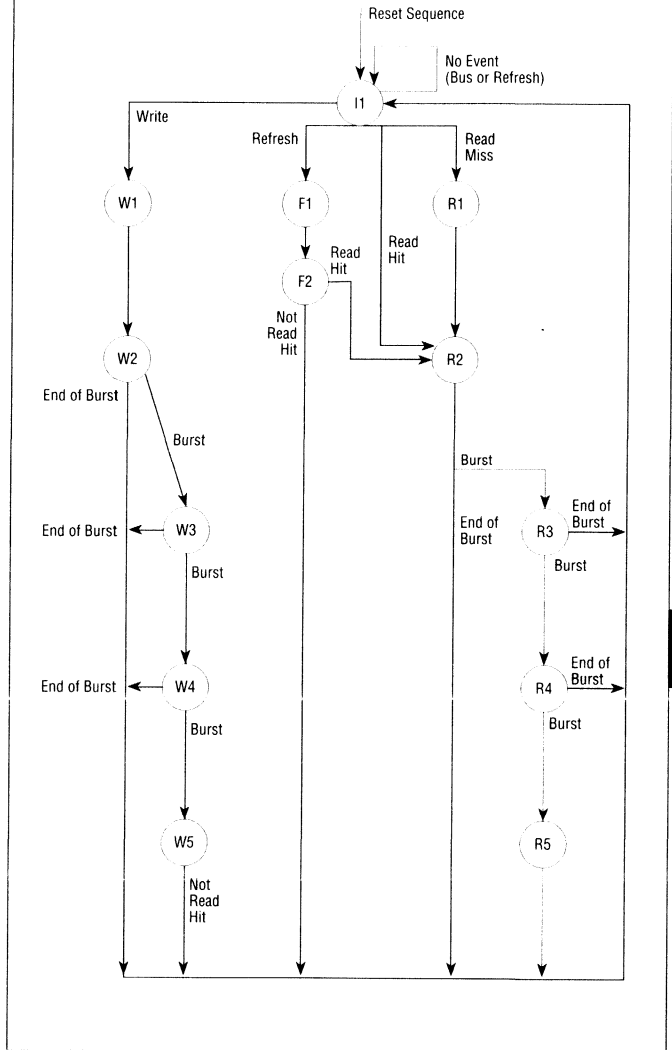 Reset Sequence
No Event
(Bus or Refresh)
I1
Write
Refresh
Read
Miss
W1
F1
R1
Read
Hit
Read
Hit
F2
Not
Read
Hit
W2
R2
End of Burst
Burst
Burst
End of Burst
W3
End of
Burst
R3
End of
Burst
Burst
Burst
End of Burst
W4
R4
End of
Burst
Burst
Burst
W5
R5
Not
Read
Hit